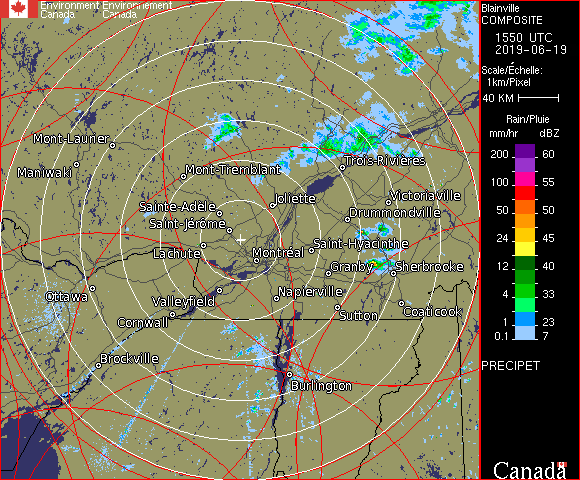 Environment Environnement
Canada Canada
Blainville
COMPOSITE
1550 UTC
2019-06-19
Scale/Échelle:
1km/Pixel
40 KM
Rain/Pluie
mm/hr dBZ
200 60
150 55
100 55
50 50
24 45
12 40
4 33
1 23
0.1 7
PRECIPET
Canada
Mont-Laurier
Maniwaki
Mont-Tremblant
Trois-Rivières
Sainte-Adèle
Joliette
Victoriaville
Drummondville
Saint-Jérôme
Lachute
Montréal
Saint-Hyacinthe
Granby
Sherbrooke
Ottawa
Valleyfield
Napierville
Cornwall
Sutton
Coaticook
Brockville
Burlington